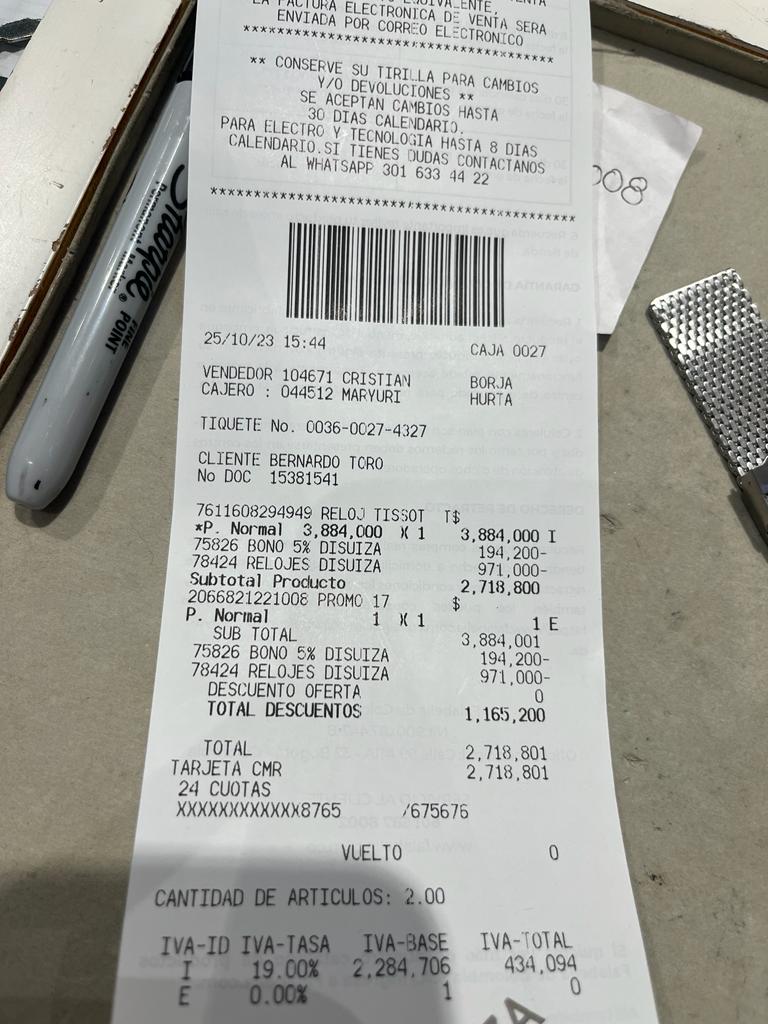 LA FACTURA ELECTRONICA DE VENTA SERA
ENVIADA POR CORREO ELECTRONICO
****************************************
** CONSERVE SU TIRILLA PARA CAMBIOS
Y/O DEVOLUCIONES **
SE ACEPTAN CAMBIOS HASTA
30 DIAS CALENDARIO.
PARA ELECTRO Y TECNOLOGIA HASTA 8 DIAS
CALENDARIO.SI TIENES DUDAS CONTACTANOS
AL WHATSAPP 301 633 44 22
****************************************
25/10/23 15:44 CAJA 0027
VENDEDOR 104671 CRISTIAN BORJA
CAJERO : 044512 MARYURI HURTA
TIQUETE No. 0036-0027-4327
CLIENTE BERNARDO TORO
No DOC 15381541
7611608294949 RELOJ TISSOT T$
*P. Normal 3,884,000 X 1 3,884,000 I
75826 BONO 5% DISUIZA 194,200-
78424 RELOJES DISUIZA 971,000-
Subtotal Producto 2,718,800
2066821221008 PROMO 17 $
P. Normal 1 X 1 1 E
SUB TOTAL 3,884,001
75826 BONO 5% DISUIZA 194,200-
78424 RELOJES DISUIZA 971,000-
DESCUENTO OFERTA 0
TOTAL DESCUENTOS 1,165,200
TOTAL 2,718,801
TARJETA CMR 2,718,801
24 CUOTAS
XXXXXXXXXXXX8765 /675676
VUELTO 0
CANTIDAD DE ARTICULOS: 2.00
IVA-ID IVA-TASA IVA-BASE IVA-TOTAL
I 19.00% 2,284,706 434,094
E 0.00% 1 0
Sharpie
Permanent Marker
FINE POINT
008